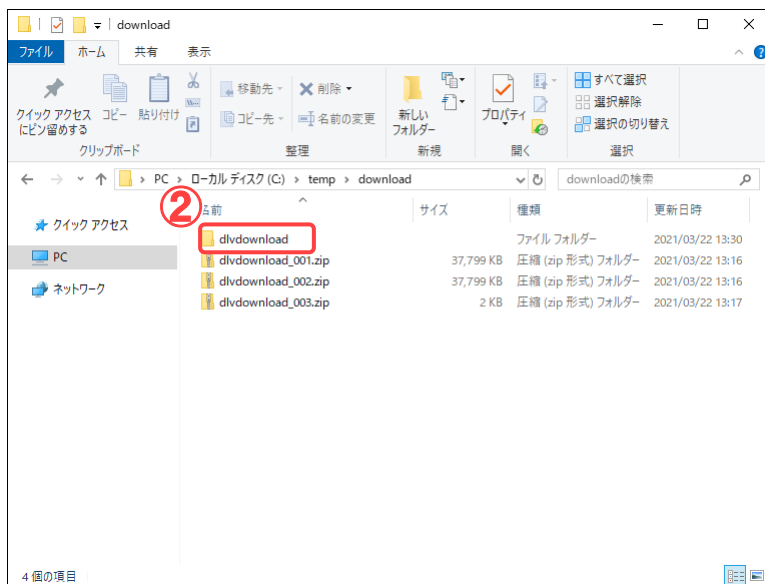 download
ファイル ホーム 共有 表示
クイック アクセス
にピン留めする
コピー
貼り付け
移動先
コピー先
削除
名前の変更
新しい
フォルダー
プロパティ
すべて選択
選択解除
選択の切り替え
クリップボード 整理 新規 開く 選択
PC › ローカル ディスク (C:) › temp › download
downloadの検索
②
名前 サイズ 種類 更新日時
クイック アクセス
PC
ネットワーク
dlvdownload ファイル フォルダー 2021/03/22 13:30
dlvdownload_001.zip 37,799 KB 圧縮 (zip 形式) フォルダー 2021/03/22 13:16
dlvdownload_002.zip 37,799 KB 圧縮 (zip 形式) フォルダー 2021/03/22 13:16
dlvdownload_003.zip 2 KB 圧縮 (zip 形式) フォルダー 2021/03/22 13:17
4 個の項目